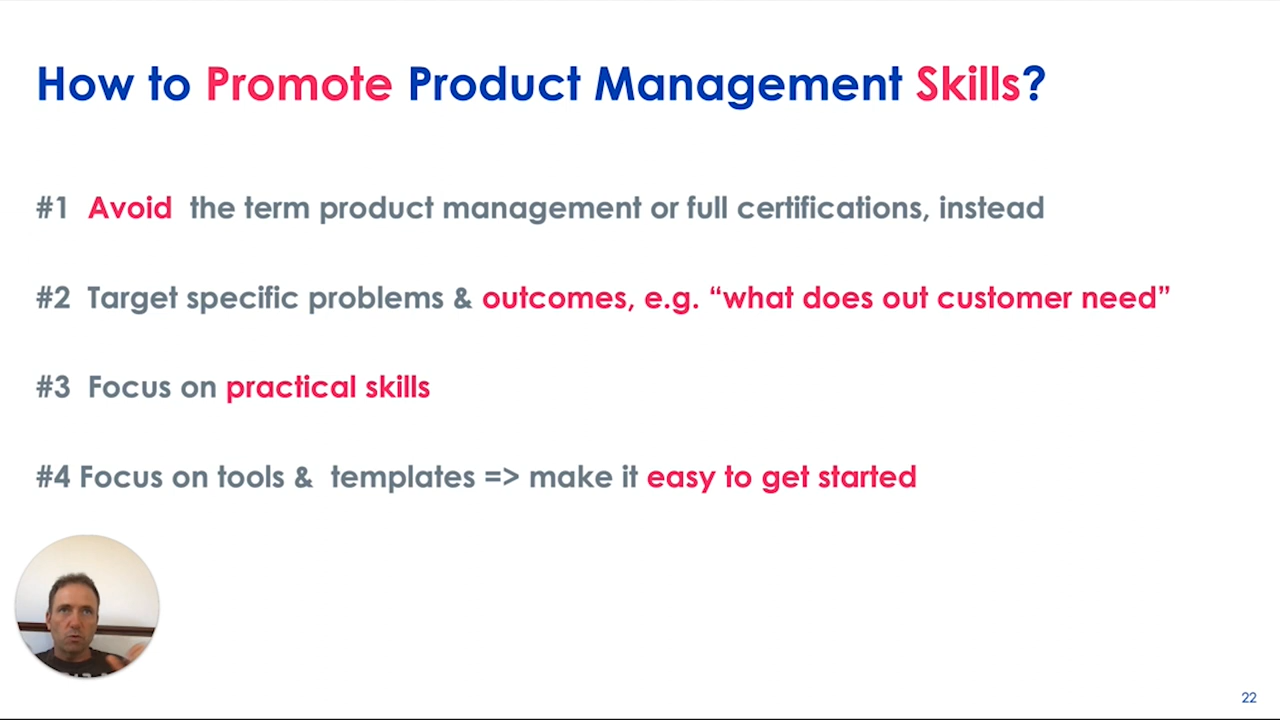 How to Promote Product Management Skills?
#1 Avoid the term product management or full certifications, instead
#2 Target specific problems & outcomes, e.g. “what does out customer need”
#3 Focus on practical skills
#4 Focus on tools & templates => make it easy to get started
22